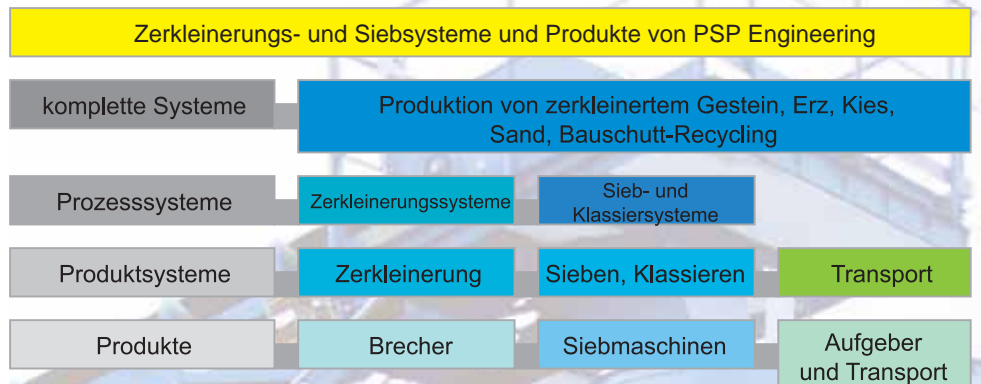 Zerkleinerungs- und Siebsysteme und Produkte von PSP Engineering
komplette Systeme
Produktion von zerkleinertem Gestein, Erz, Kies,
Sand, Bauschutt-Recycling
Prozesssysteme
Zerkleinerungssysteme
Sieb- und
Klassiersysteme
Produktsysteme
Zerkleinerung
Sieben, Klassieren
Transport
Produkte
Brecher
Siebmaschinen
Aufgeber
und Transport